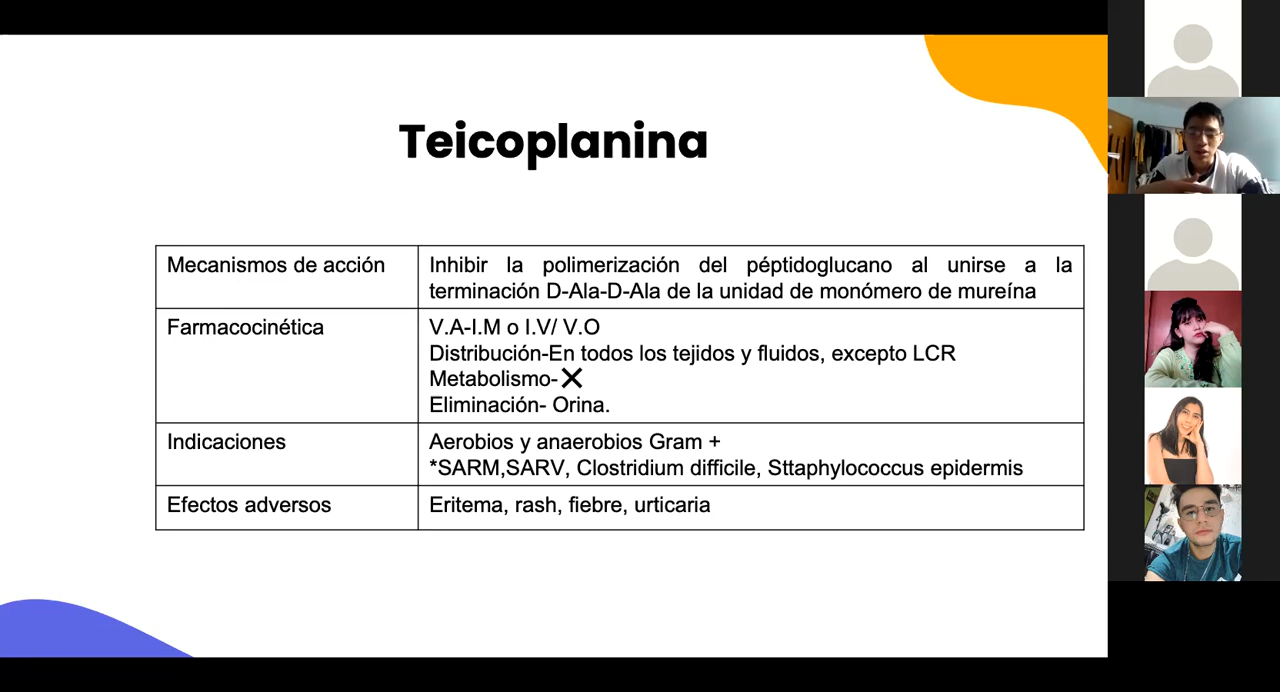 Teicoplanina
Mecanismos de acción
Inhibir la polimerización del péptidoglucano al unirse a la
terminación D-Ala-D-Ala de la unidad de monómero de mureína
Farmacocinética
V.A-I.M o I.V/ V.O
Distribución-En todos los tejidos y fluidos, excepto LCR
Metabolismo-❌
Eliminación- Orina.
Indicaciones
Aerobios y anaerobios Gram +
*SARM,SARV, Clostridium difficile, Sttaphylococcus epidermis
Efectos adversos
Eritema, rash, fiebre, urticaria